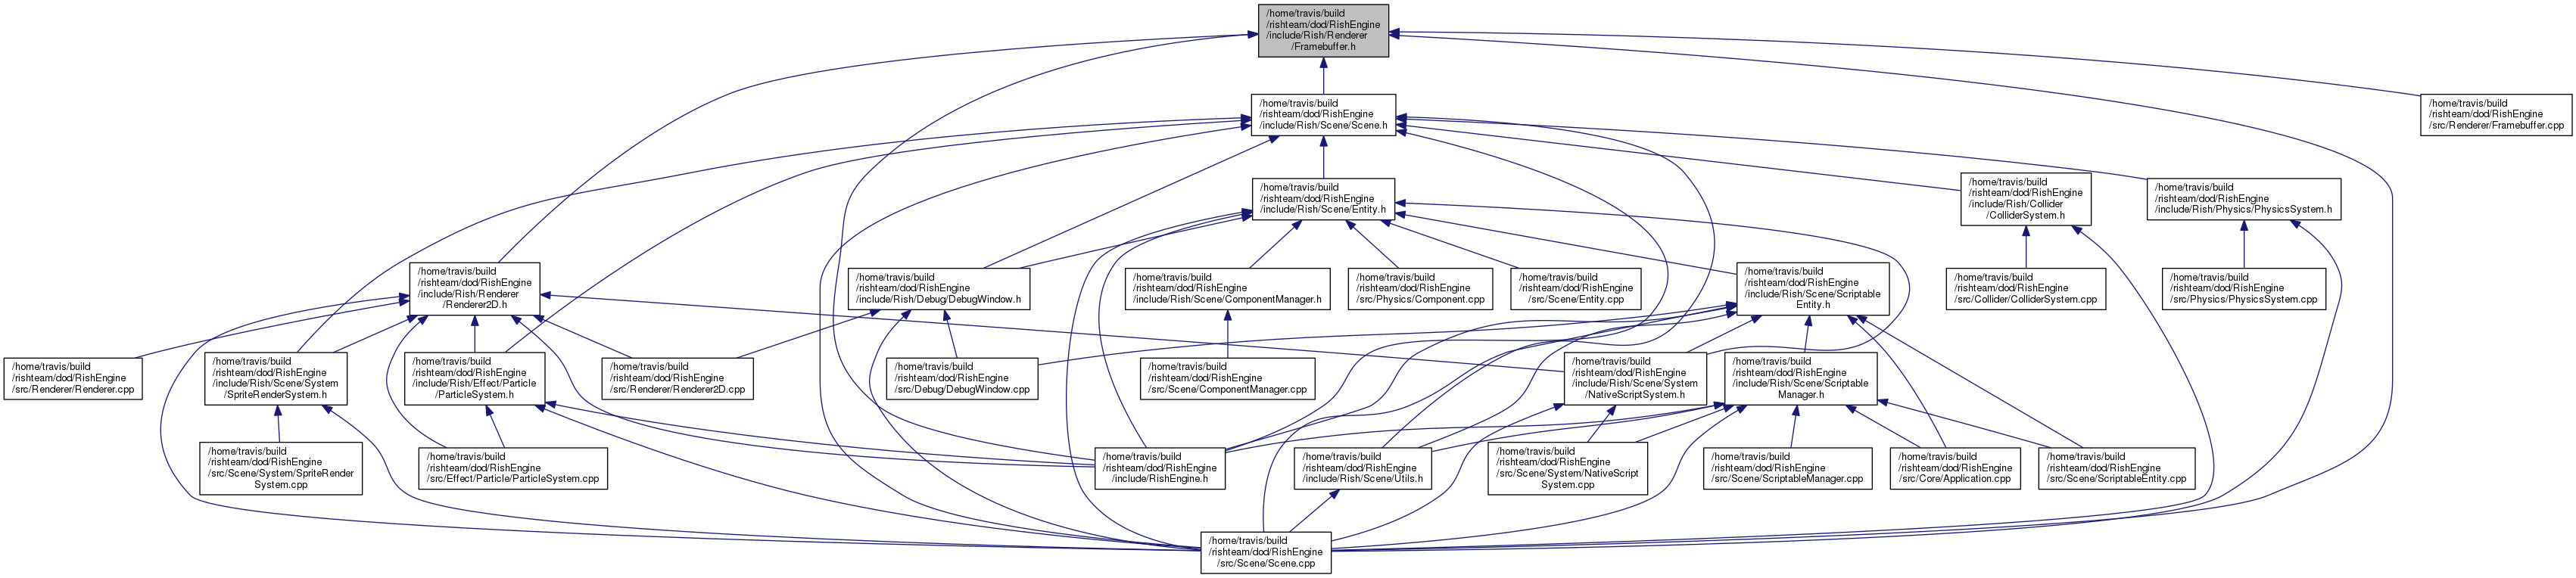 /home/travis/build
/rishteam/dod/RishEngine
/include/Rish/Renderer
/Framebuffer.h
/home/travis/build
/rishteam/dod/RishEngine
/include/Rish/Scene/Scene.h
/home/travis/build
/rishteam/dod/RishEngine
/src/Renderer/Framebuffer.cpp
/home/travis/build
/rishteam/dod/RishEngine
/include/Rish/Scene/Entity.h
/home/travis/build
/rishteam/dod/RishEngine
/include/Rish/Collider
/ColliderSystem.h
/home/travis/build
/rishteam/dod/RishEngine
/include/Rish/Physics/PhysicsSystem.h
/home/travis/build
/rishteam/dod/RishEngine
/include/Rish/Renderer
/Renderer2D.h
/home/travis/build
/rishteam/dod/RishEngine
/include/Rish/Debug/DebugWindow.h
/home/travis/build
/rishteam/dod/RishEngine
/include/Rish/Scene/ComponentManager.h
/home/travis/build
/rishteam/dod/RishEngine
/src/Physics/Component.cpp
/home/travis/build
/rishteam/dod/RishEngine
/src/Scene/Entity.cpp
/home/travis/build
/rishteam/dod/RishEngine
/include/Rish/Scene/Scriptable
Entity.h
/home/travis/build
/rishteam/dod/RishEngine
/src/Collider/ColliderSystem.cpp
/home/travis/build
/rishteam/dod/RishEngine
/src/Physics/PhysicsSystem.cpp
/home/travis/build
/rishteam/dod/RishEngine
/src/Renderer/Renderer.cpp
/home/travis/build
/rishteam/dod/RishEngine
/include/Rish/Scene/System
/SpriteRenderSystem.h
/home/travis/build
/rishteam/dod/RishEngine
/include/Rish/Effect/Particle
/ParticleSystem.h
/home/travis/build
/rishteam/dod/RishEngine
/src/Renderer/Renderer2D.cpp
/home/travis/build
/rishteam/dod/RishEngine
/src/Debug/DebugWindow.cpp
/home/travis/build
/rishteam/dod/RishEngine
/src/Scene/ComponentManager.cpp
/home/travis/build
/rishteam/dod/RishEngine
/include/Rish/Scene/System
/NativeScriptSystem.h
/home/travis/build
/rishteam/dod/RishEngine
/include/Rish/Scene/Scriptable
Manager.h
/home/travis/build
/rishteam/dod/RishEngine
/src/Scene/System/SpriteRender
System.cpp
/home/travis/build
/rishteam/dod/RishEngine
/src/Effect/Particle/ParticleSystem.cpp
/home/travis/build
/rishteam/dod/RishEngine
/include/RishEngine.h
/home/travis/build
/rishteam/dod/RishEngine
/include/Rish/Scene/Utils.h
/home/travis/build
/rishteam/dod/RishEngine
/src/Scene/System/NativeScript
System.cpp
/home/travis/build
/rishteam/dod/RishEngine
/src/Scene/ScriptableManager.cpp
/home/travis/build
/rishteam/dod/RishEngine
/src/Core/Application.cpp
/home/travis/build
/rishteam/dod/RishEngine
/src/Scene/ScriptableEntity.cpp
/home/travis/build
/rishteam/dod/RishEngine
/src/Scene/Scene.cpp